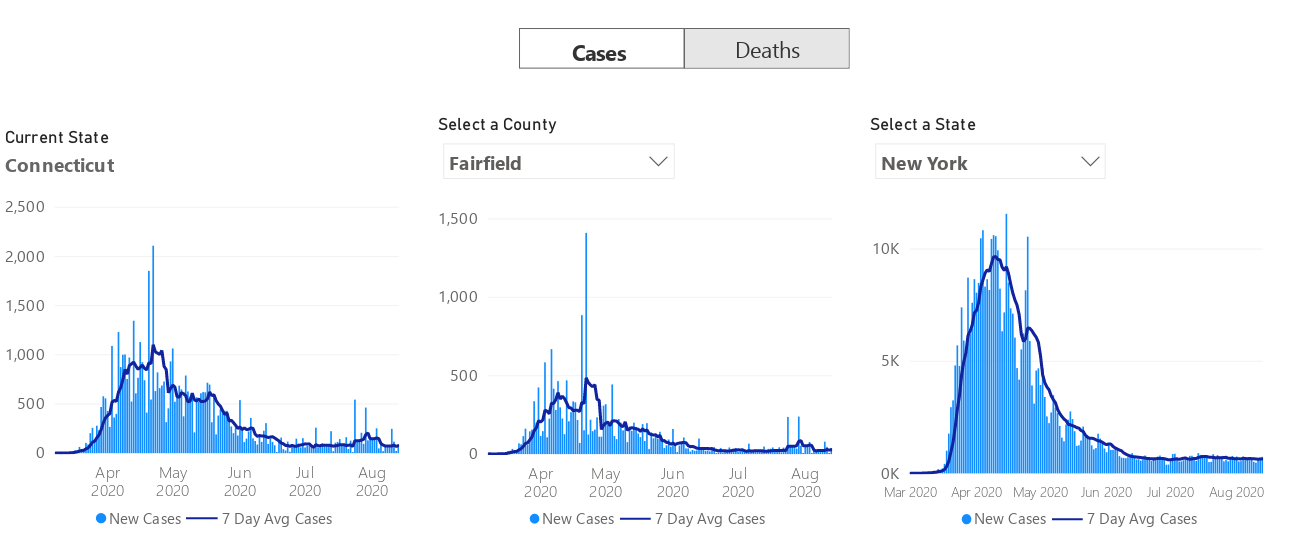 Cases
Deaths
Current State
Connecticut
2,500
2,000
1,500
1,000
500
0
Apr 2020
May 2020
Jun 2020
Jul 2020
Aug 2020
New Cases
7 Day Avg Cases
Select a County
Fairfield
1,500
1,000
500
0
Apr 2020
May 2020
Jun 2020
Jul 2020
Aug 2020
New Cases
7 Day Avg Cases
Select a State
New York
10K
5K
0K
Mar 2020
Apr 2020
May 2020
Jun 2020
Jul 2020
Aug 2020
New Cases
7 Day Avg Cases